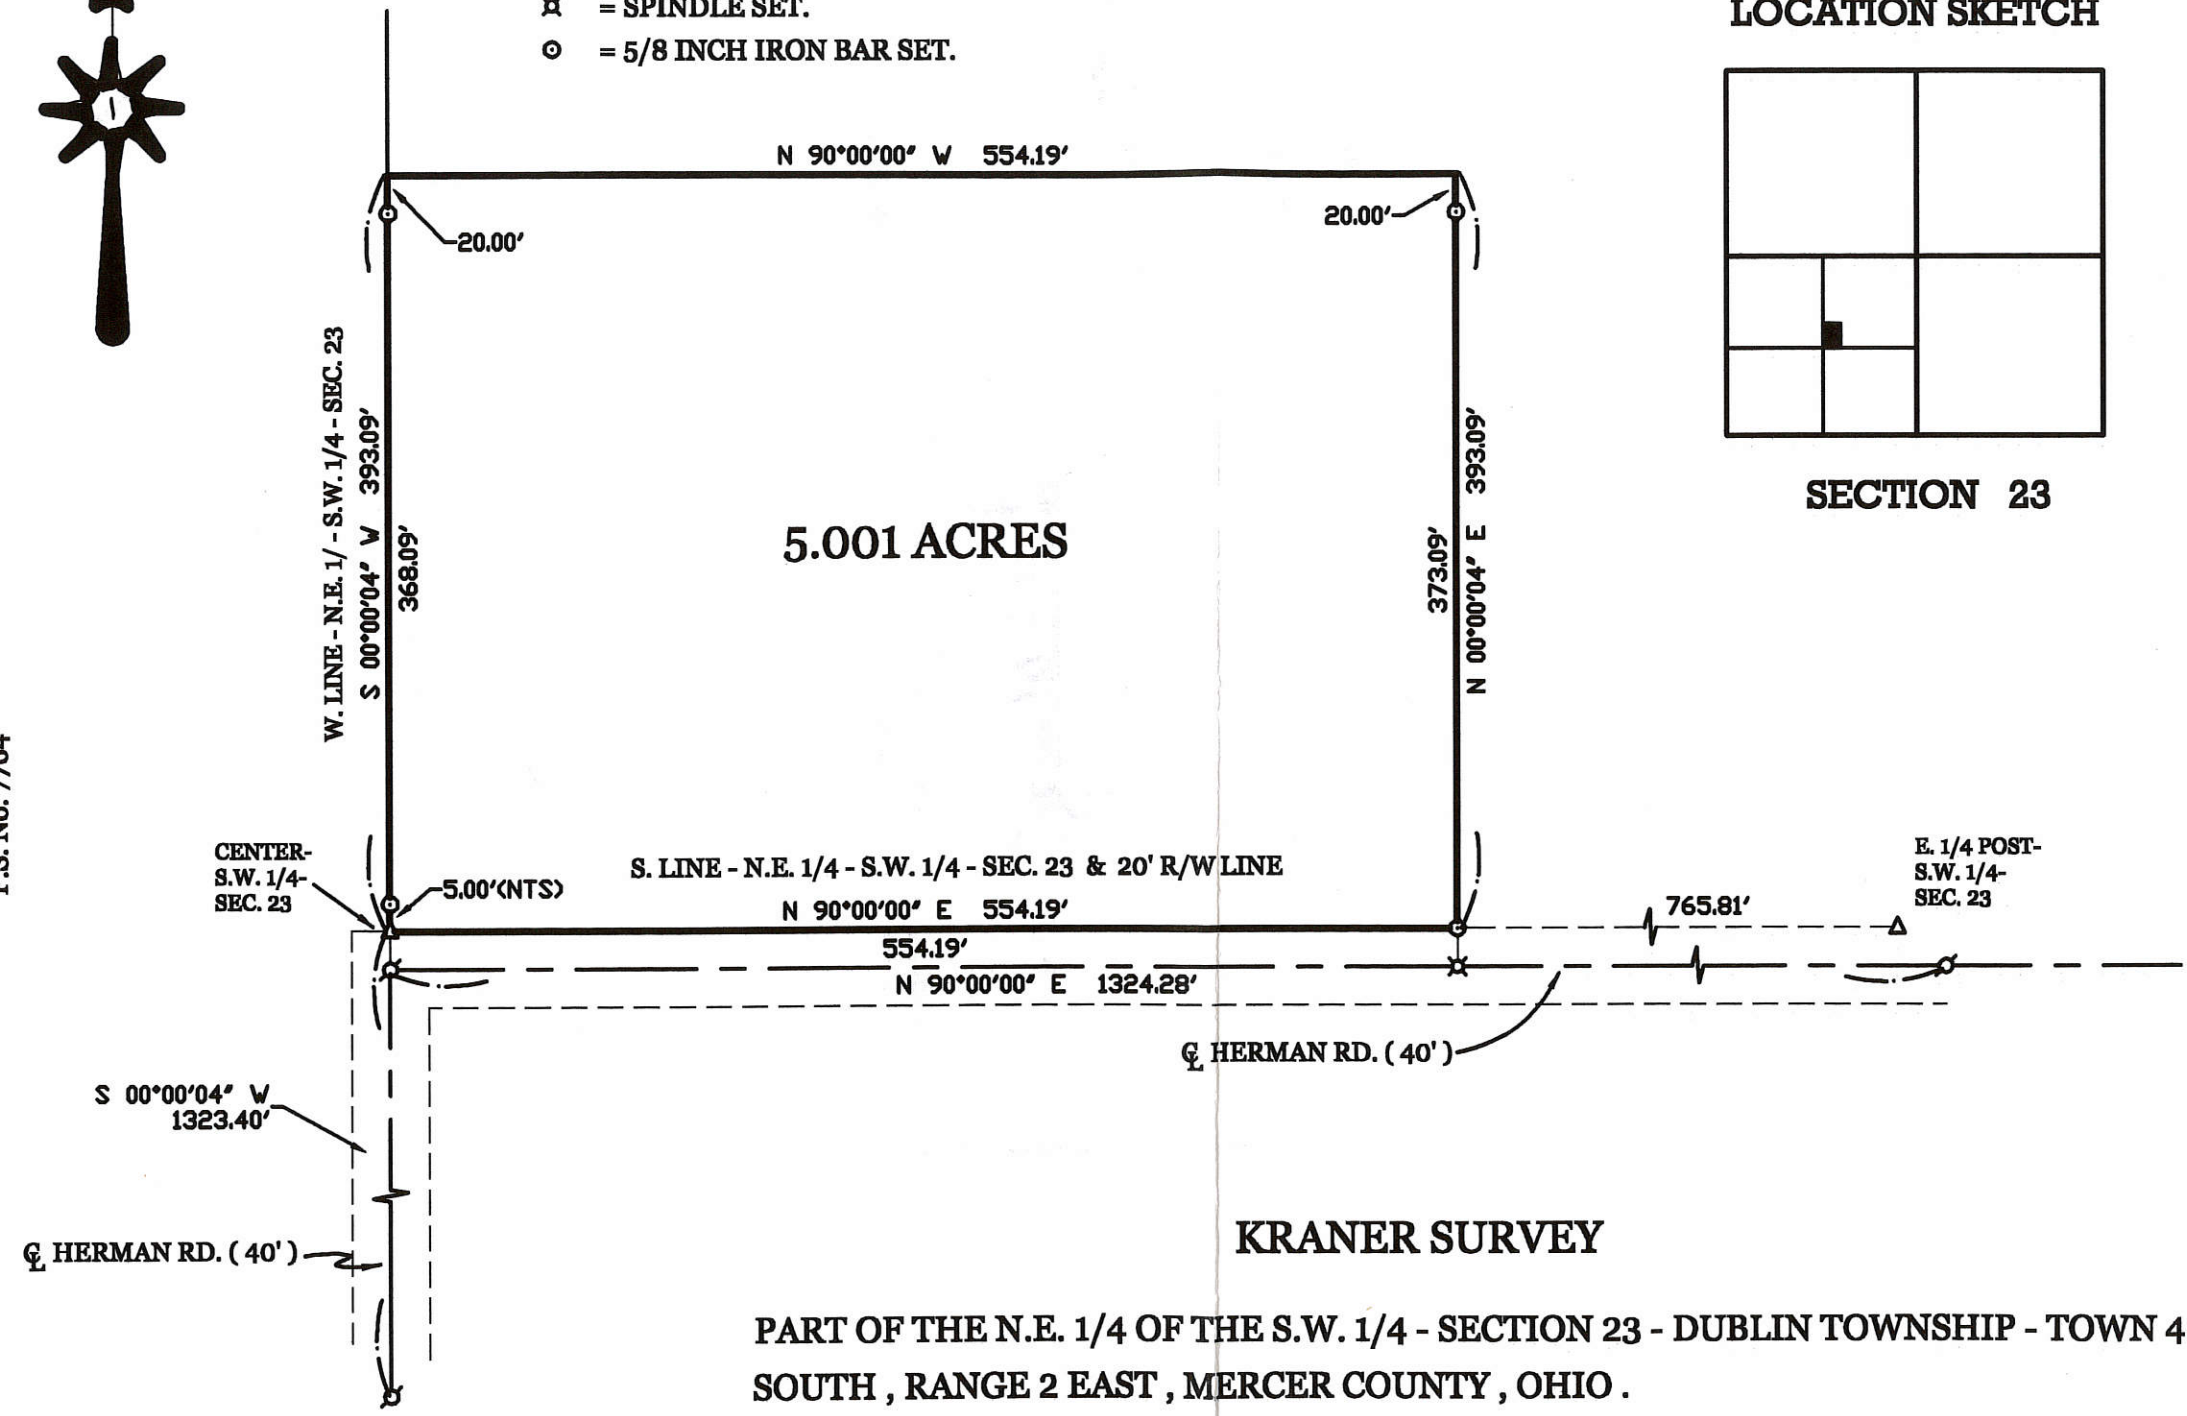 = SPINDLE SET.
= 5/8 INCH IRON BAR SET.
LOCATION SKETCH
SECTION 23
N 90°00'00" W 554.19'
20.00'
20.00'
W. LINE - N.E. 1/ - S.W. 1/4 - SEC. 23
S 00°00'04" W 393.09'
368.09'
5.001 ACRES
373.09'
N 00°00'04" E 393.09'
CENTER-
S.W. 1/4-
SEC. 23
5.00'(NTS)
S. LINE - N.E. 1/4 - S.W. 1/4 - SEC. 23 & 20' R/W LINE
N 90°00'00" E 554.19'
554.19'
N 90°00'00" E 1324.28'
765.81'
E. 1/4 POST-
S.W. 1/4-
SEC. 23
℄ HERMAN RD. ( 40' )
S 00°00'04" W
1323.40'
℄ HERMAN RD. ( 40' )
KRANER SURVEY
PART OF THE N.E. 1/4 OF THE S.W. 1/4 - SECTION 23 - DUBLIN TOWNSHIP - TOWN 4
SOUTH , RANGE 2 EAST , MERCER COUNTY , OHIO .